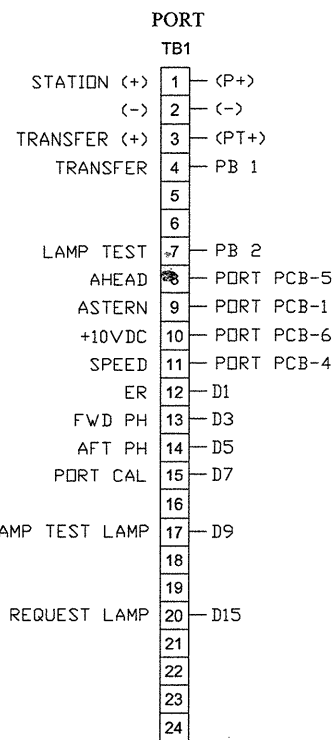 PORT
TB1
STATION (+) 1 (P+)
(-) 2 (-)
TRANSFER (+) 3 (PT+)
TRANSFER 4 PB 1
5
6
LAMP TEST 7 PB 2
AHEAD 8 PORT PCB-5
ASTERN 9 PORT PCB-1
+10VDC 10 PORT PCB-6
SPEED 11 PORT PCB-4
ER 12 D1
FWD PH 13 D3
AFT PH 14 D5
PORT CAL 15 D7
16
AMP TEST LAMP 17 D9
18
19
REQUEST LAMP 20 D15
21
22
23
24